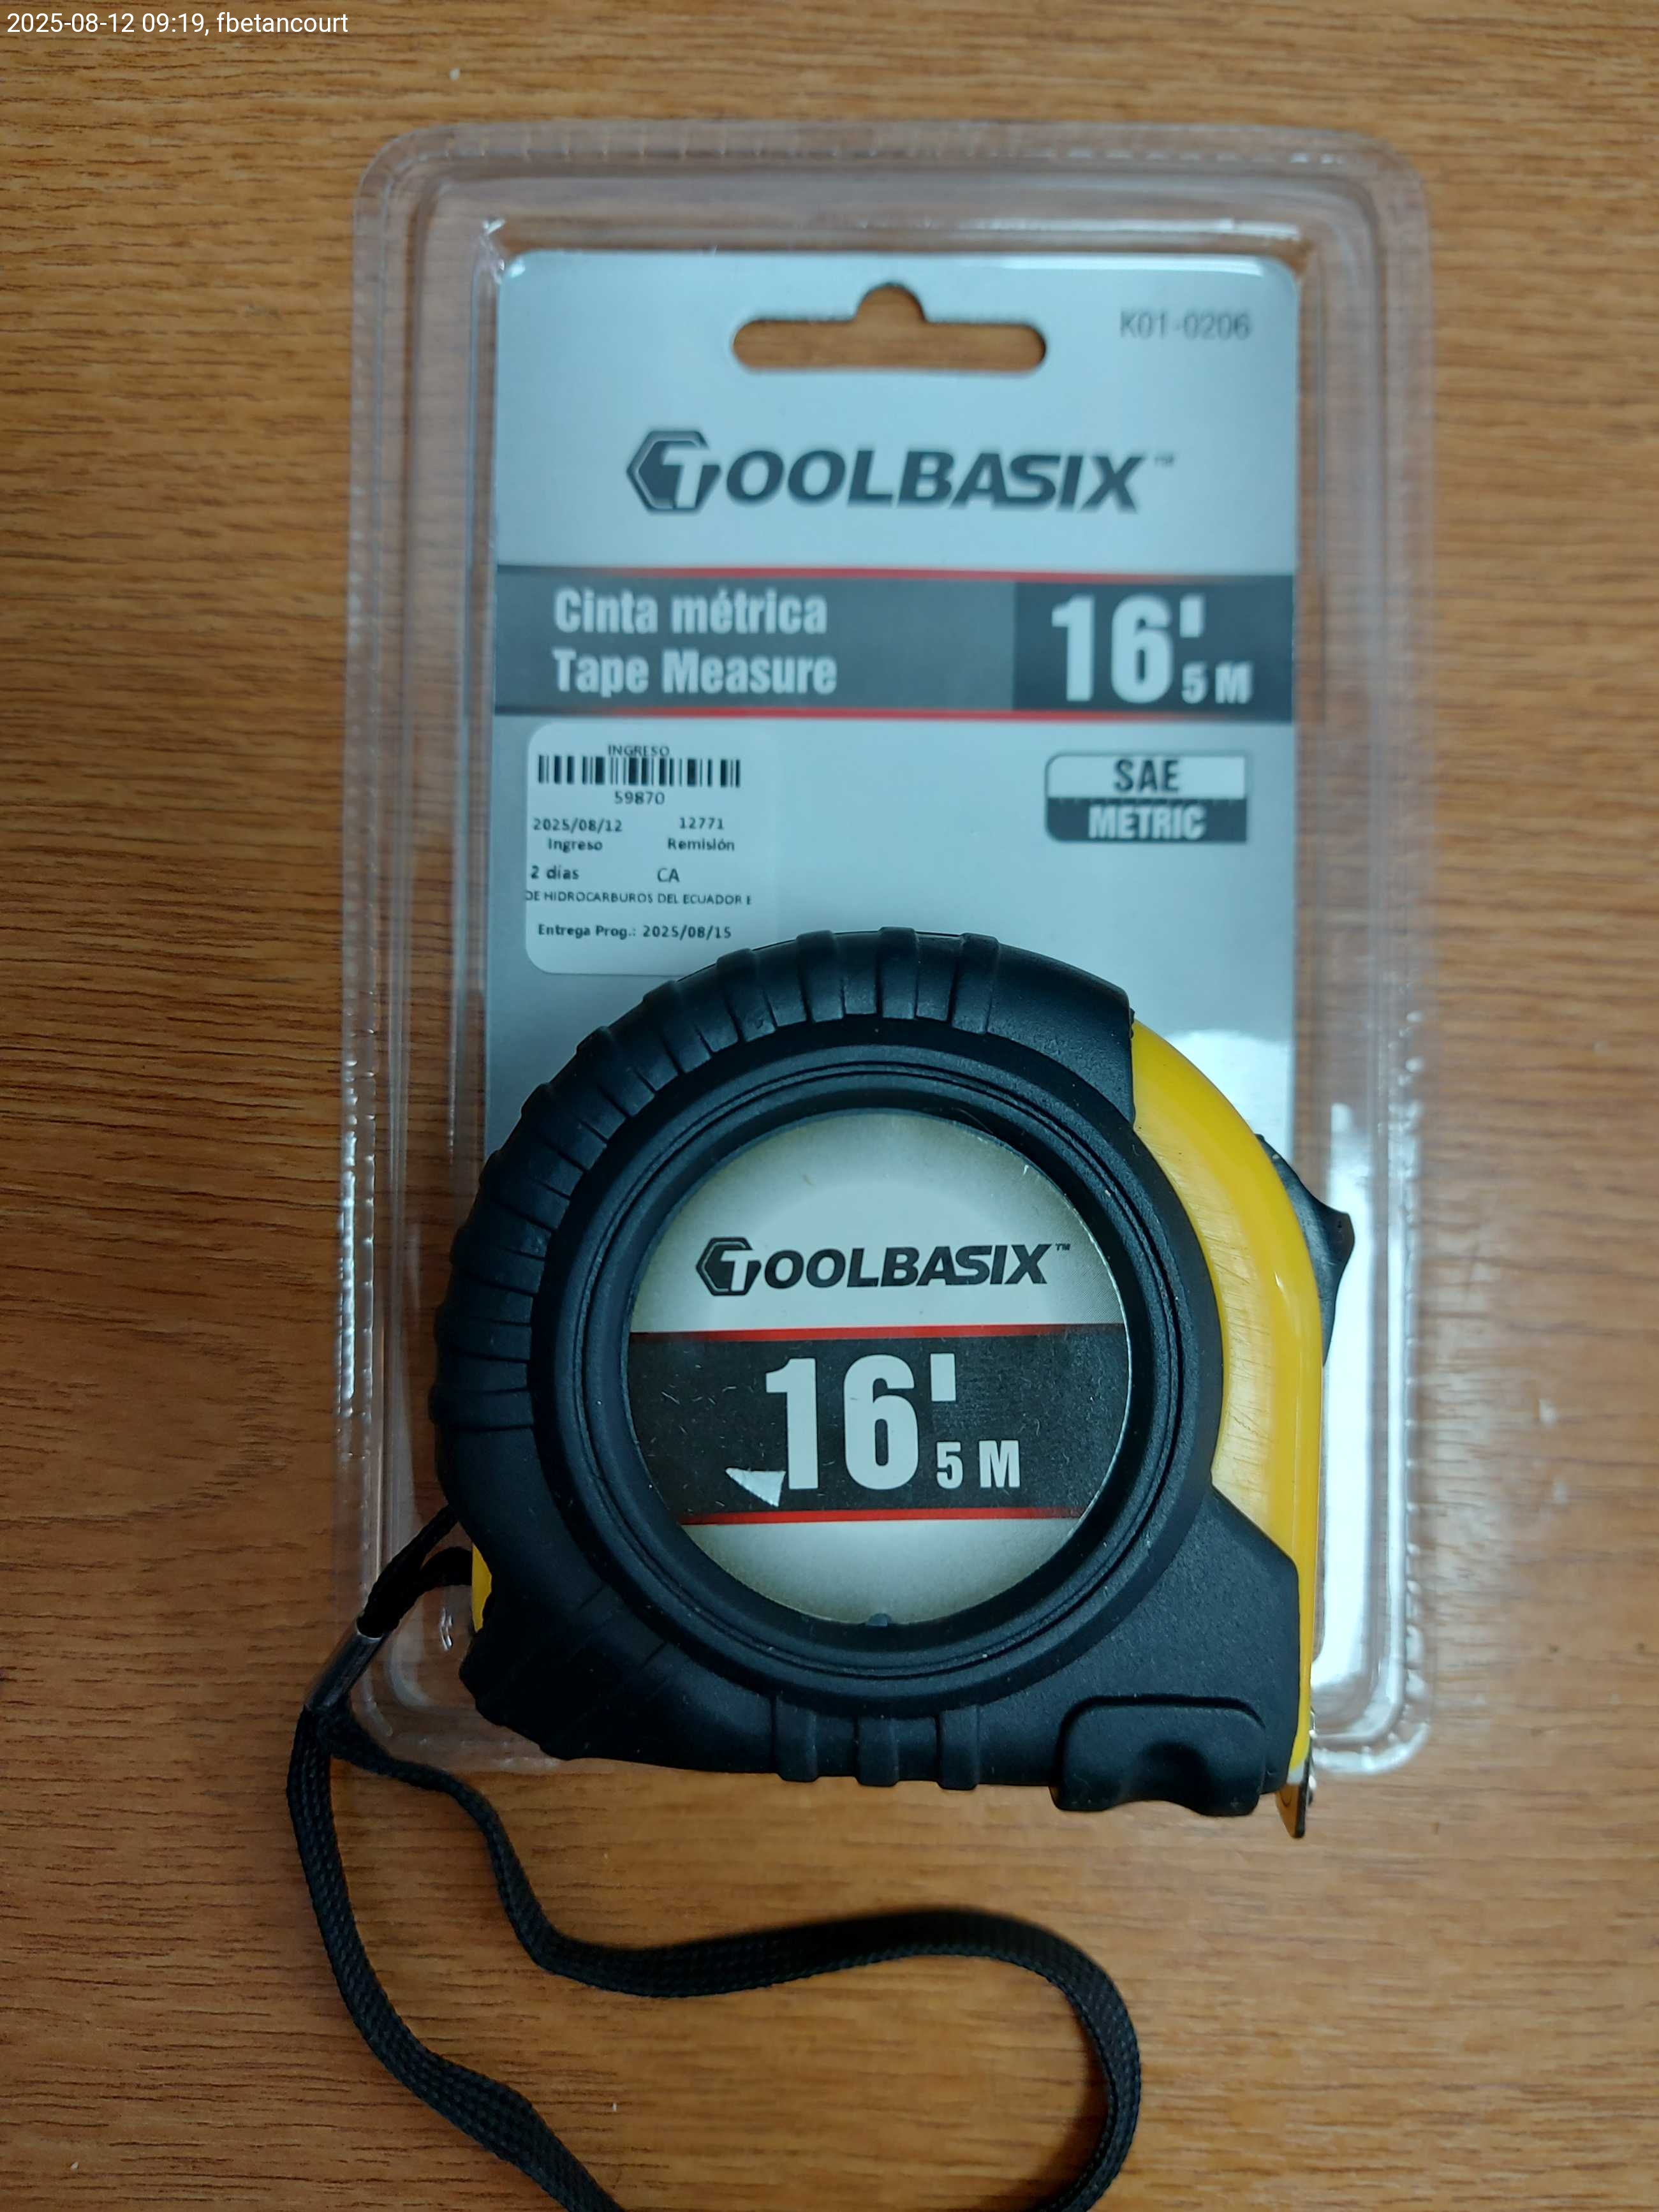 2025-08-12 09:19, fbetancourt
K01-0206
TOOLBASIX™
Cinta métrica
Tape Measure
16' 5 M
INGRESO
59870
2025/08/12 12771
Ingreso Remisión
2 días CA
DE HIDROCARBUROS DEL ECUADOR E
Entrega Prog.: 2025/08/15
SAE
METRIC
TOOLBASIX™
16' 5 M